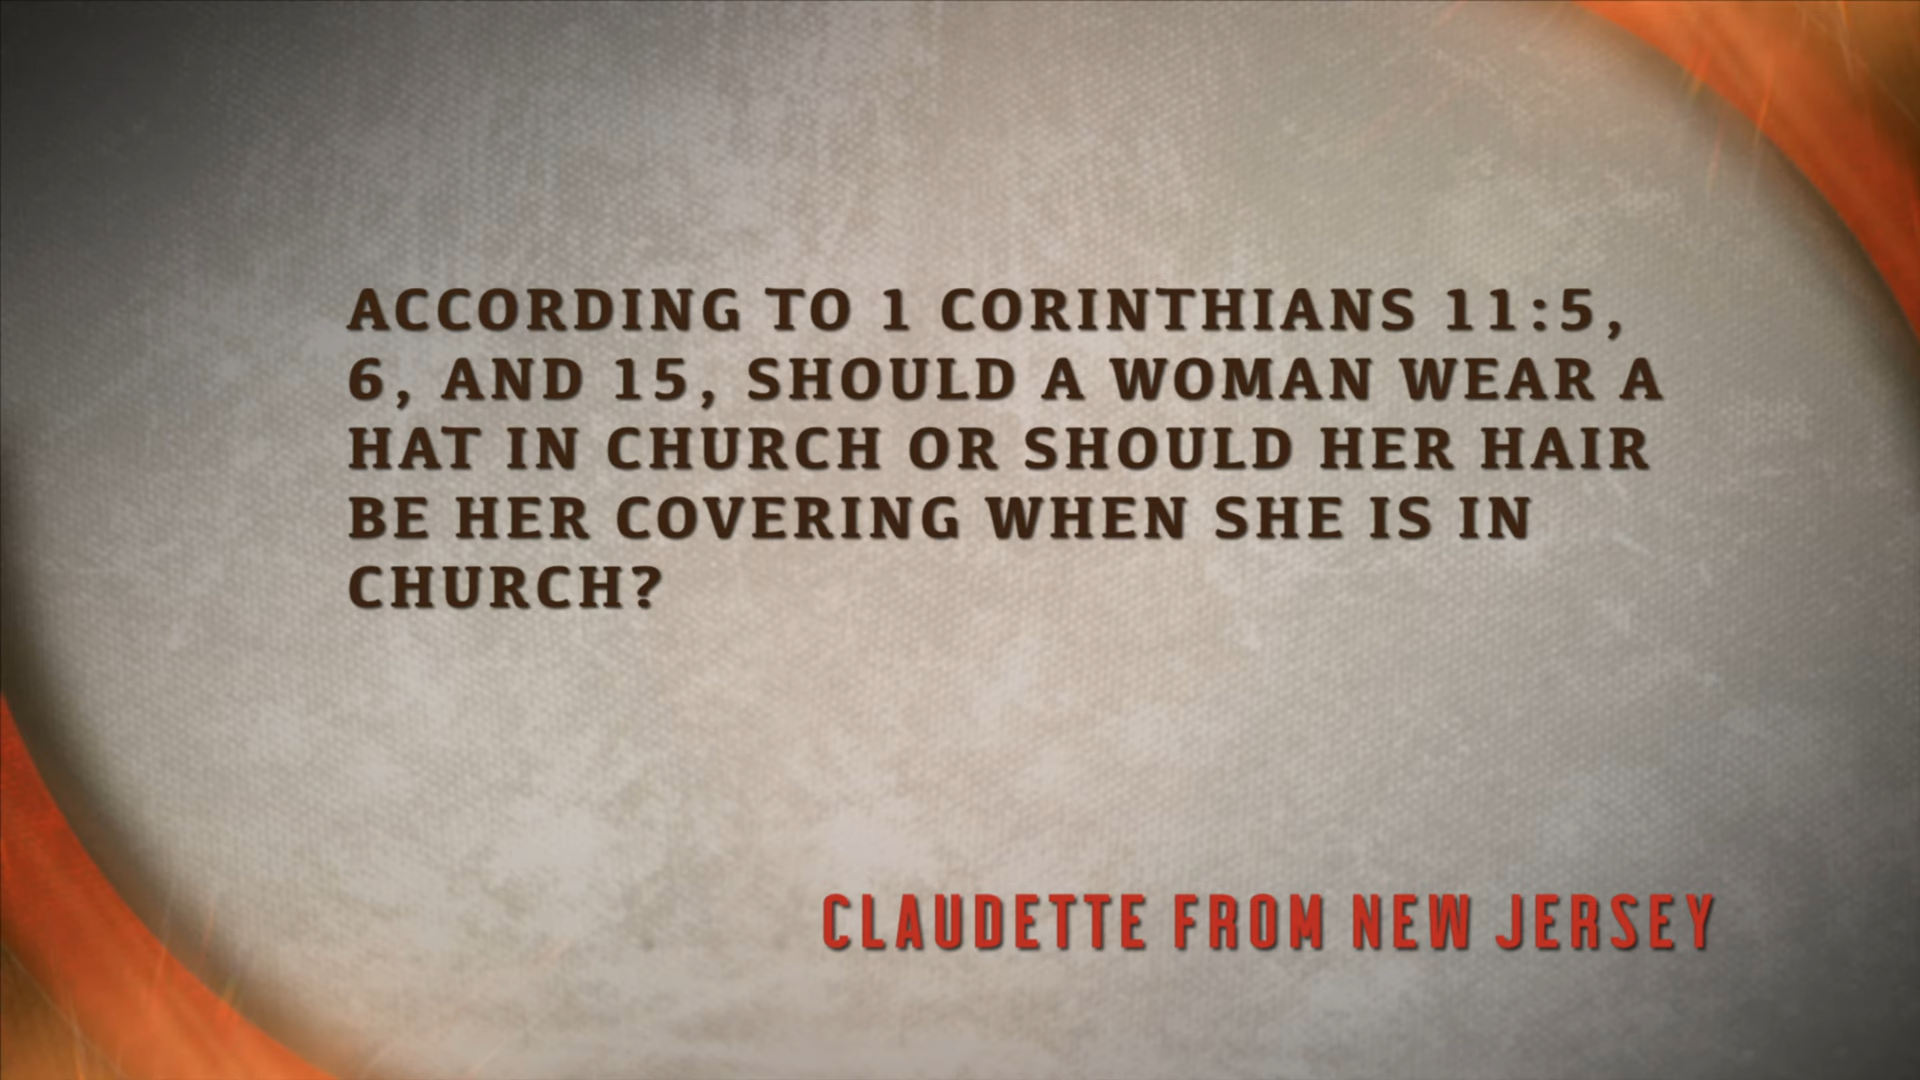 ACCORDING TO 1 CORINTHIANS 11:5,
6, AND 15, SHOULD A WOMAN WEAR A
HAT IN CHURCH OR SHOULD HER HAIR
BE HER COVERING WHEN SHE IS IN
CHURCH?
CLAUDETTE FROM NEW JERSEY